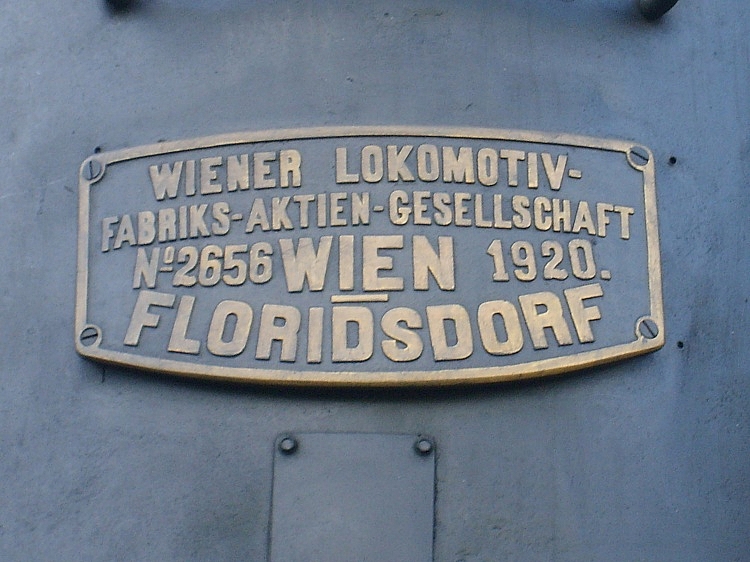 WIENER LOKOMOTIV-
FABRIKS-AKTIEN-GESELLSCHAFT
Nº2656 WIEN 1920.
FLORIDSDORF